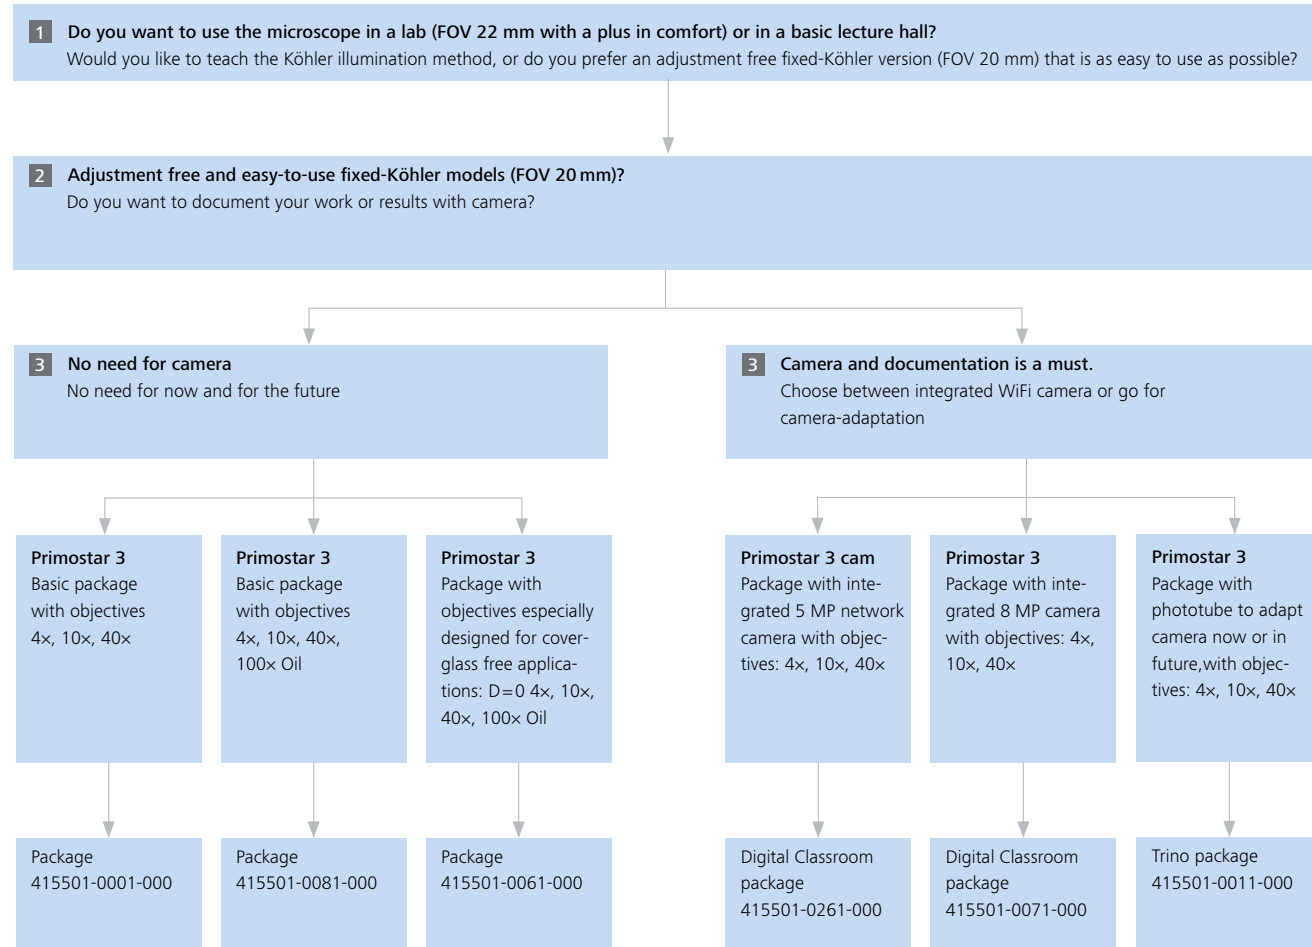 1 Do you want to use the microscope in a lab (FOV 22 mm with a plus in comfort) or in a basic lecture hall?
Would you like to teach the Köhler illumination method, or do you prefer an adjustment free fixed-Köhler version (FOV 20 mm) that is as easy to use as possible?
2 Adjustment free and easy-to-use fixed-Köhler models (FOV 20 mm)?
Do you want to document your work or results with camera?
3 No need for camera
No need for now and for the future
3 Camera and documentation is a must.
Choose between integrated WiFi camera or go for
camera-adaptation
Primostar 3
Basic package
with objectives
4×, 10×, 40×
Primostar 3
Basic package
with objectives
4×, 10×, 40×,
100× Oil
Primostar 3
Package with
objectives especially
designed for cover-
glass free applica-
tions: D=0 4×, 10×,
40×, 100× Oil
Primostar 3 cam
Package with inte-
grated 5 MP network
camera with objec-
tives: 4×, 10×, 40×
Primostar 3
Package with inte-
grated 8 MP camera
with objectives: 4×,
10×, 40×
Primostar 3
Package with
phototube to adapt
camera now or in
future,with objec-
tives: 4×, 10×, 40×
Package
415501-0001-000
Package
415501-0081-000
Package
415501-0061-000
Digital Classroom
package
415501-0261-000
Digital Classroom
package
415501-0071-000
Trino package
415501-0011-000